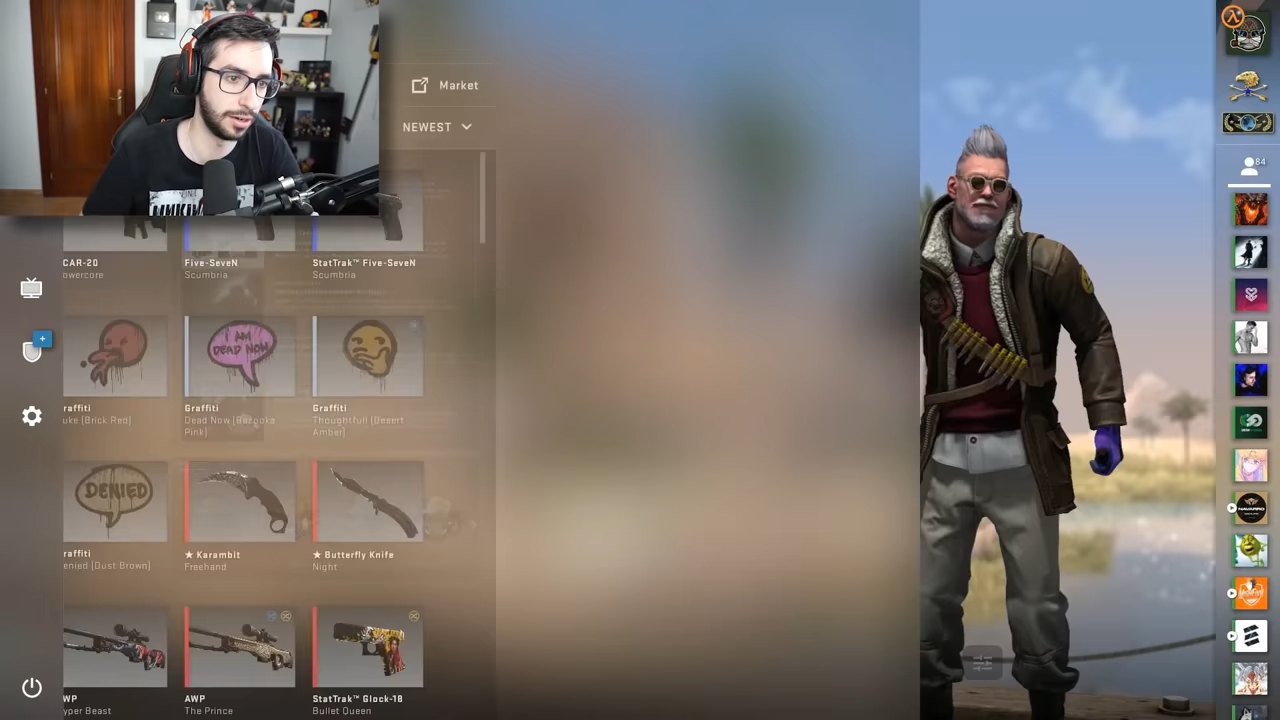 Market
NEWEST
84
CAR-20
owercore
Five-SeveN
Scumbria
StatTrak™ Five-SeveN
Scumbria
I AM
DEAD NOW
raffiti
uke (Brick Red)
Graffiti
Dead Now (Bazooka
Pink)
Graffiti
Thoughtfull (Desert
Amber)
DENIED
raffiti
enied (Dust Brown)
★ Karambit
Freehand
★ Butterfly Knife
Night
WP
yper Beast
AWP
The Prince
StatTrak™ Glock-18
Bullet Queen